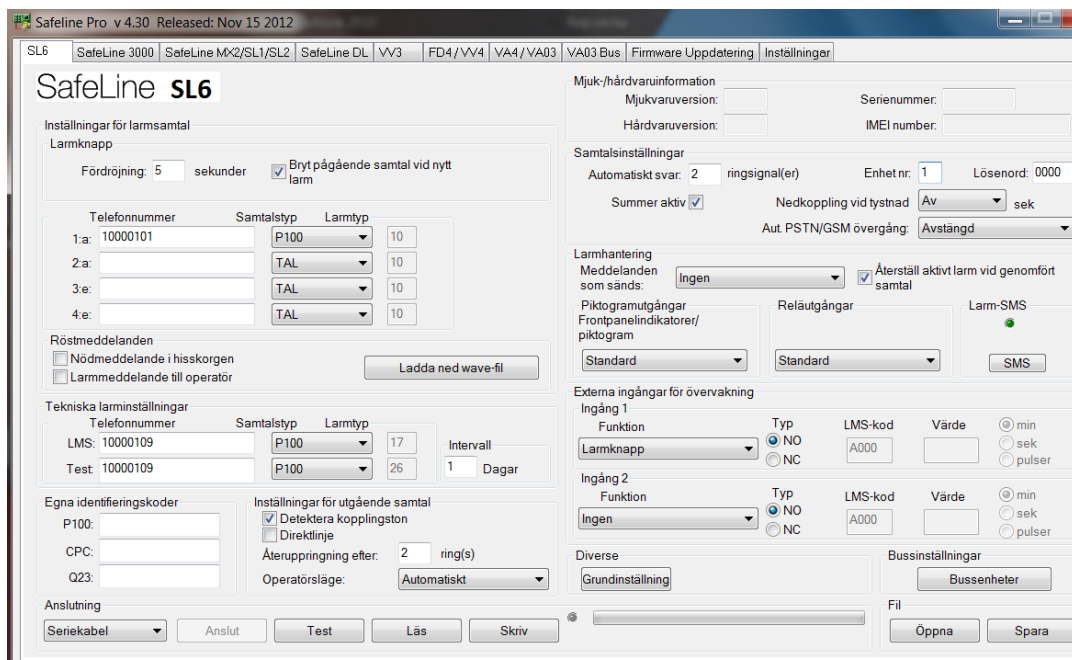 Safeline Pro v 4.30 Released: Nov 15 2012
SL6 SafeLine 3000 SafeLine MX2/SL1/SL2 SafeLine DL VV3 FD4/VV4 VA4/VA03 VA03 Bus Firmware Uppdatering Inställningar
SafeLine SL6
Inställningar för larmsamtal
Larmknapp
Fördröjning: 5 sekunder
Bryt pågående samtal vid nytt
larm
Telefonnummer Samtalstyp Larmtyp
1:a: 10000101 P100 10
2:a: TAL 10
3:e: TAL 10
4:e: TAL 10
Röstmeddelanden
Nödmeddelande i hisskorgen
Larmmeddelande till operatör
Ladda ned wave-fil
Tekniska larminställningar
Telefonnummer Samtalstyp Larmtyp
LMS: 10000109 P100 17
Test: 10000109 P100 26
Intervall
1 Dagar
Egna identifieringskoder
P100:
CPC:
Q23:
Inställningar för utgående samtal
Detektera kopplingston
Direktlinje
Återuppringning efter: 2 ring(s)
Operatörsläge: Automatiskt
Anslutning
Seriekabel Anslut Test Läs Skriv
Mjuk-/hårdvaruinformation
Mjukvaruversion: Serienummer:
Hårdvaruversion: IMEI number:
Samtalsinställningar
Automatiskt svar: 2 ringsignal(er) Enhet nr: 1 Lösenord: 0000
Summer aktiv Nedkoppling vid tystnad Av sek
Aut. PSTN/GSM övergång: Avstängd
Larmhantering
Meddelanden
som sänds: Ingen
Återställ aktivt larm vid genomfört
samtal
Piktogramutgångar
Frontpanelindikatorer/
piktogram
Standard
Reläutgångar
Standard
Larm-SMS
SMS
Externa ingångar för övervakning
Ingång 1
Funktion Typ LMS-kod Värde
Larmknapp NO NC A000 min sek pulser
Ingång 2
Funktion Typ LMS-kod Värde
Ingen NO NC A000 min sek pulser
Diverse
Grundinställning
Bussinställningar
Bussenheter
Fil
Öppna Spara